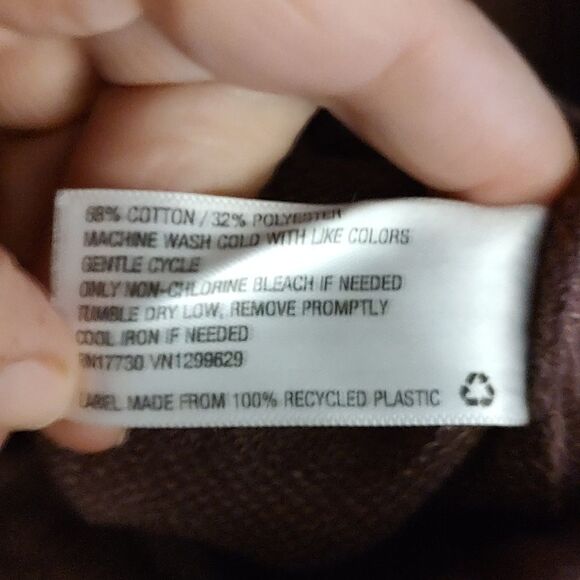 68% COTTON / 32% POLYESTER
MACHINE WASH COLD WITH LIKE COLORS
GENTLE CYCLE
ONLY NON-CHLORINE BLEACH IF NEEDED
TUMBLE DRY LOW, REMOVE PROMPTLY
COOL IRON IF NEEDED
RN17730 VN1299629
LABEL MADE FROM 100% RECYCLED PLASTIC